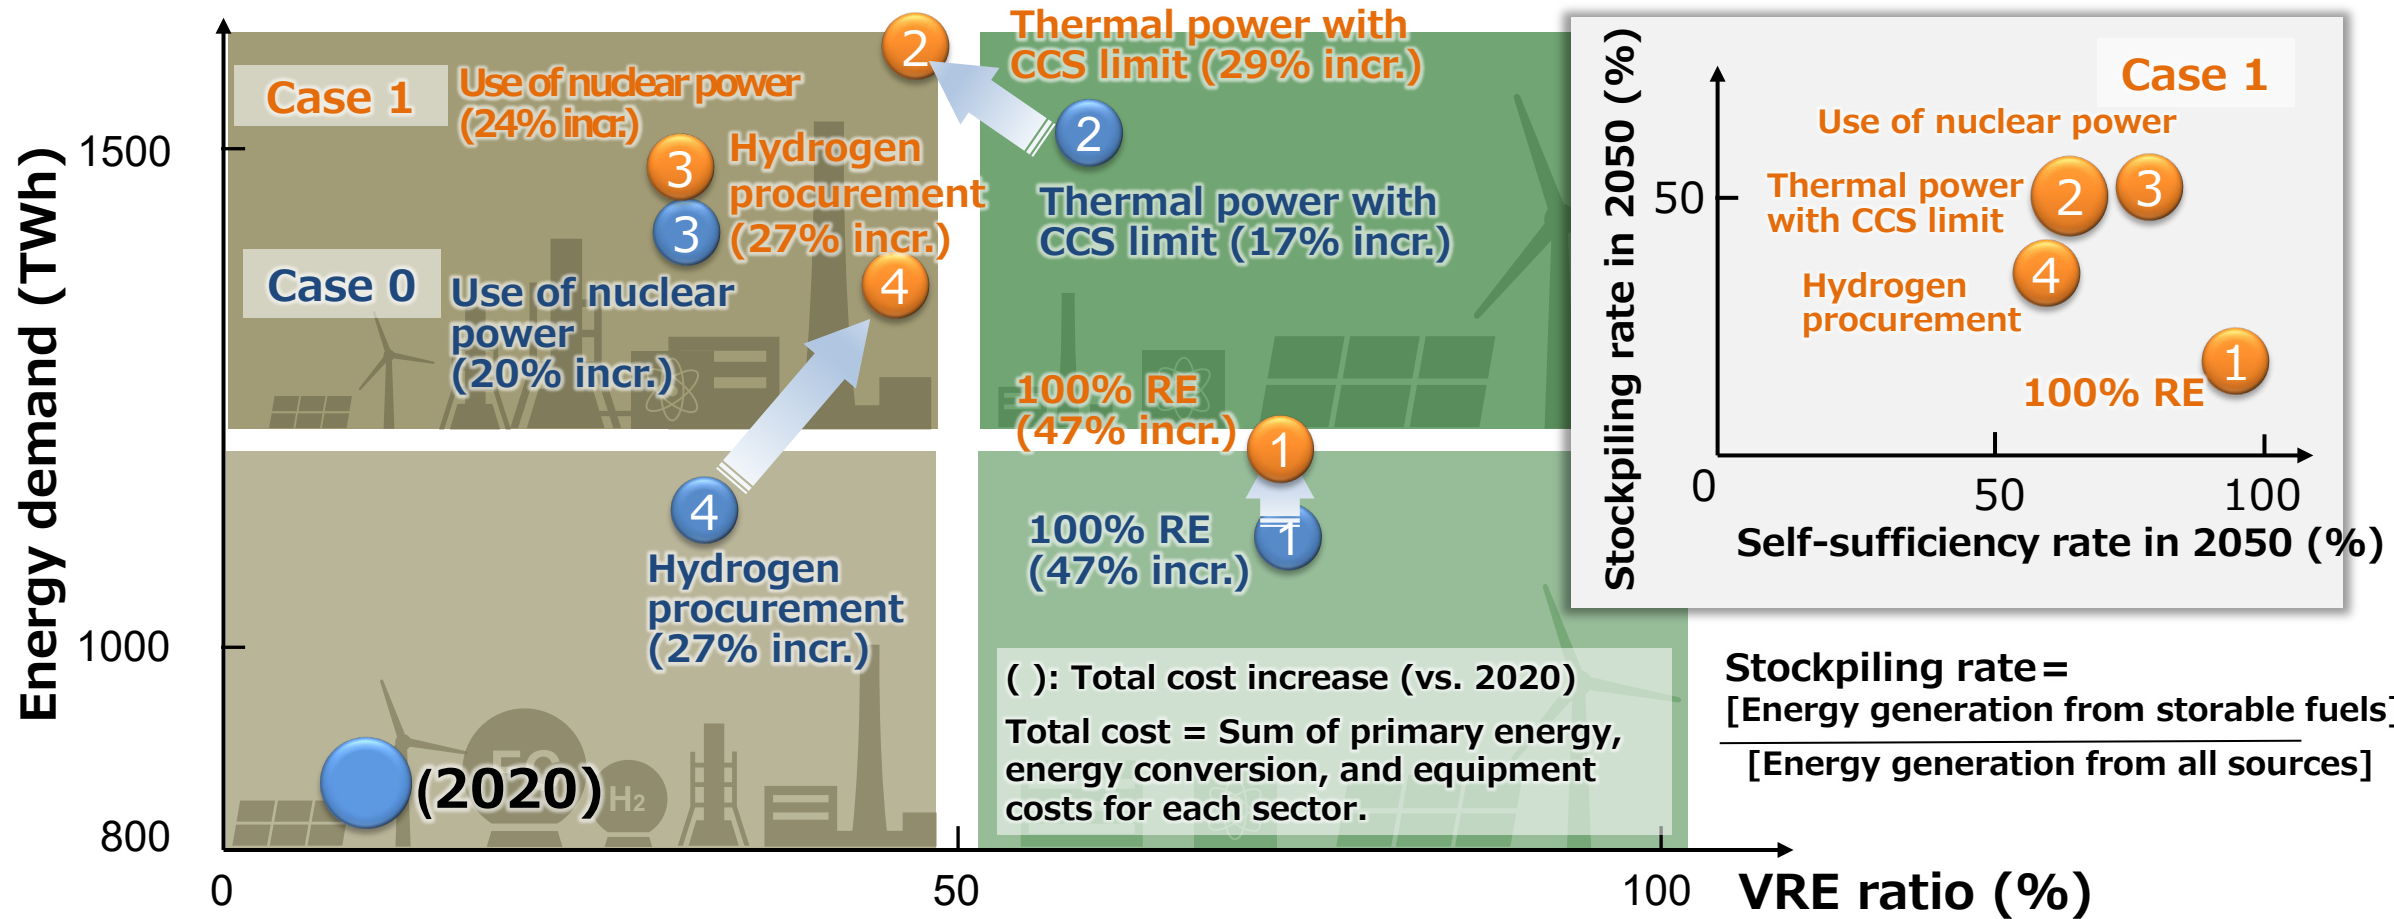 Energy demand (TWh)
1500
1000
800
0
50
100
VRE ratio (%)
Case 1
Case 0
Use of nuclear power
(24% incr.)
2
Thermal power with
CCS limit (29% incr.)
2
Thermal power with
CCS limit (17% incr.)
3
3
Hydrogen
procurement
(27% incr.)
4
Use of nuclear
power
(20% incr.)
4
Hydrogen
procurement
(27% incr.)
100% RE
(47% incr.)
1
100% RE
(47% incr.)
1
(2020)
H2
( ): Total cost increase (vs. 2020)
Total cost = Sum of primary energy,
energy conversion, and equipment
costs for each sector.
Case 1
Stockpiling rate in 2050 (%)
50
Use of nuclear power
Thermal power
with CCS limit
2
3
Hydrogen
procurement
4
1
100% RE
0
50
100
Self-sufficiency rate in 2050 (%)
Stockpiling rate=
[Energy generation from storable fuels]
[Energy generation from all sources]